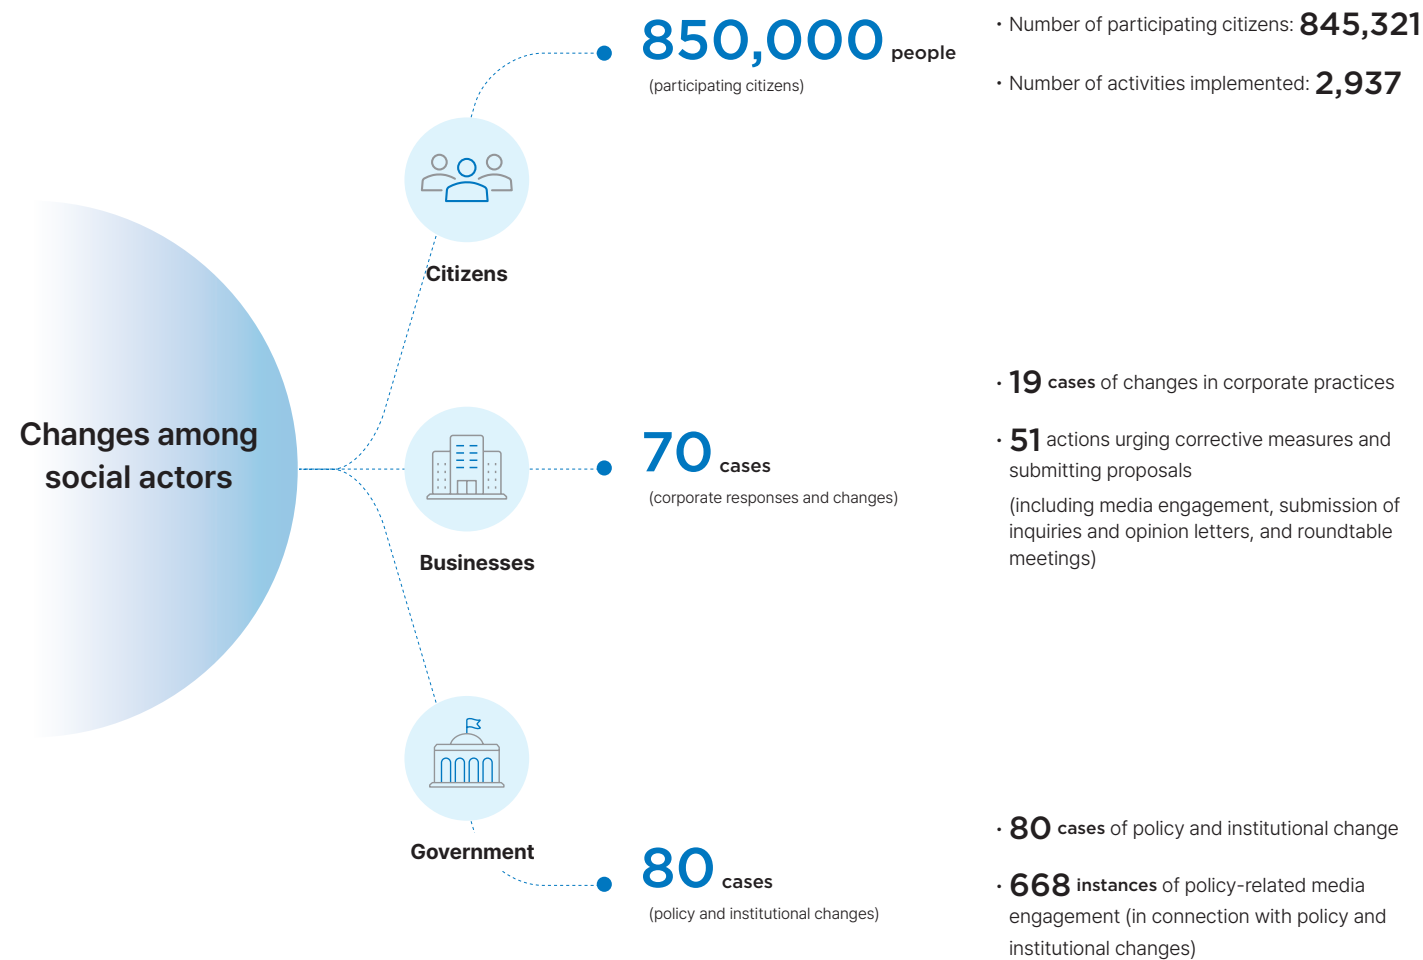 Changes among
social actors
Citizens
850,000 people
(participating citizens)
· Number of participating citizens: 845,321
· Number of activities implemented: 2,937
Businesses
70 cases
(corporate responses and changes)
· 19 cases of changes in corporate practices
· 51 actions urging corrective measures and
submitting proposals
(including media engagement, submission of
inquiries and opinion letters, and roundtable
meetings)
Government
80 cases
(policy and institutional changes)
· 80 cases of policy and institutional change
· 668 instances of policy-related media
engagement (in connection with policy and
institutional changes)